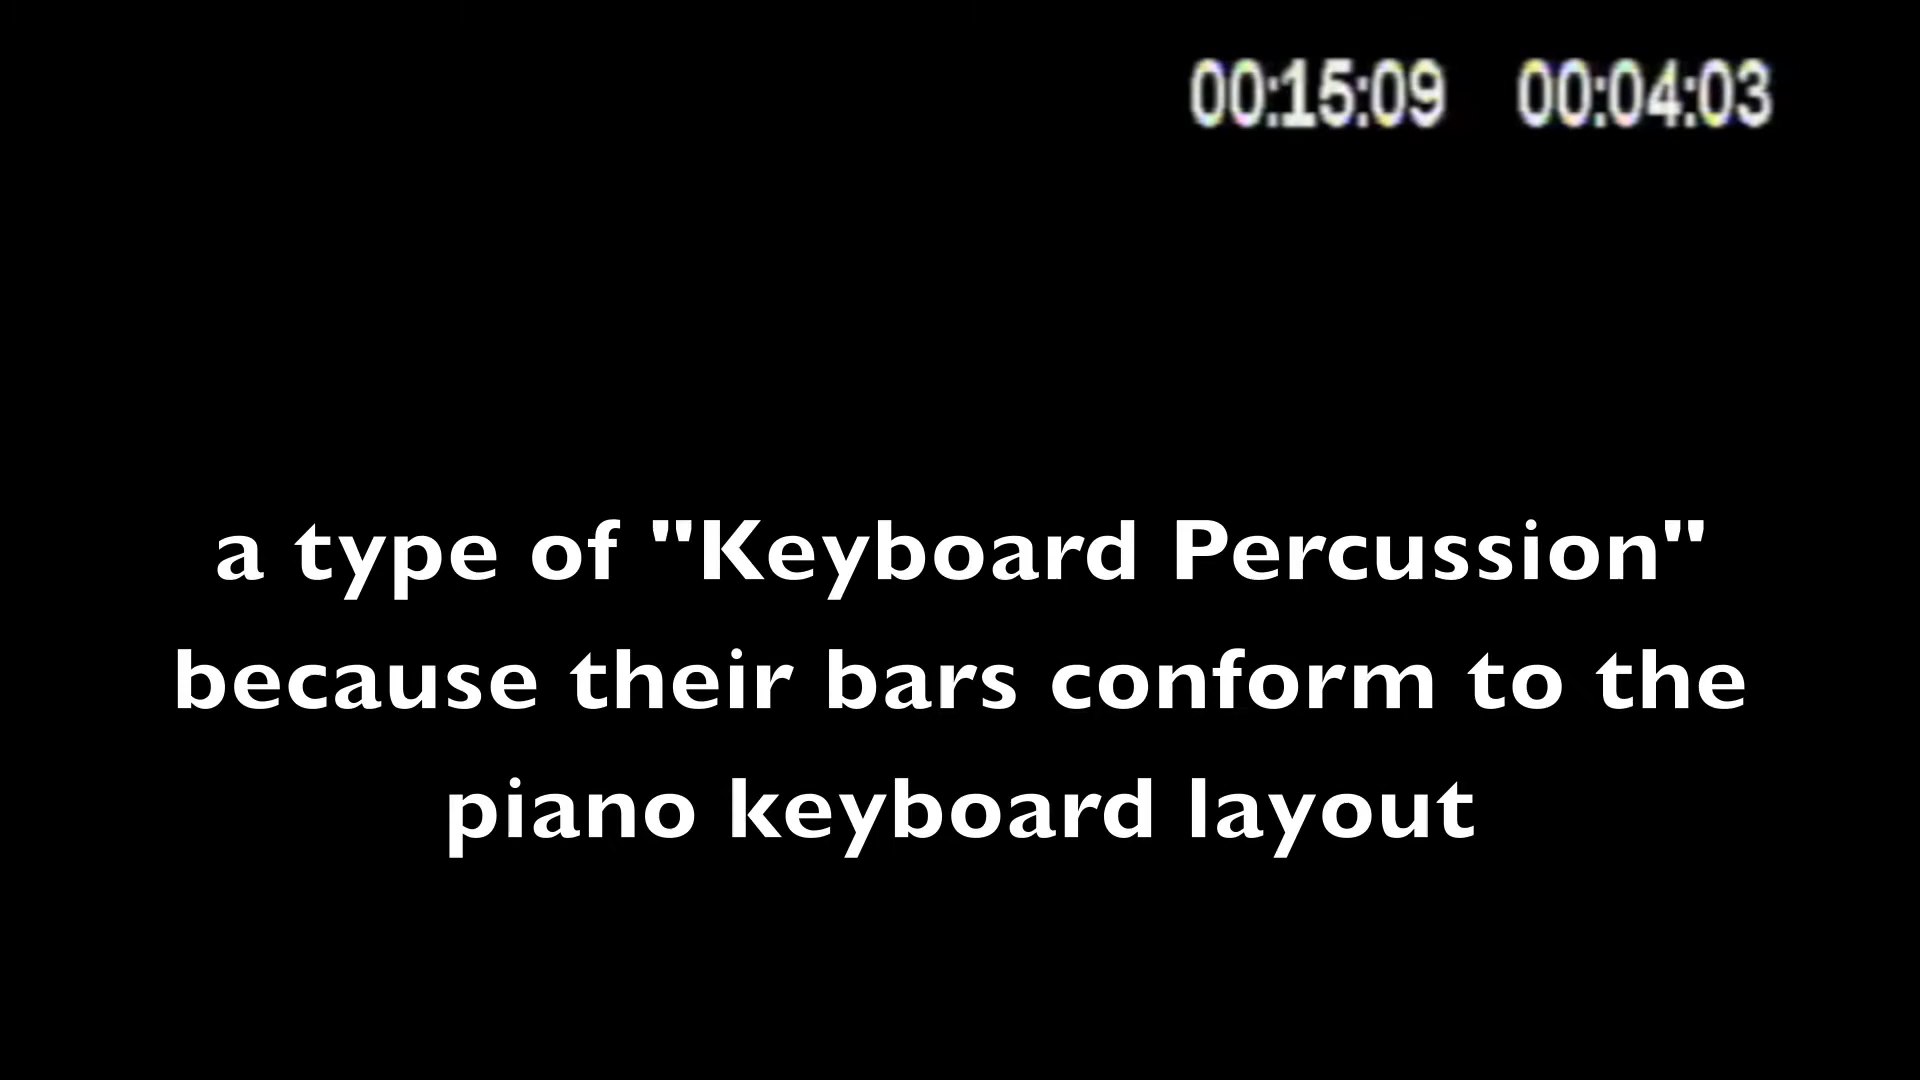 00:15:09 00:04:03
a type of "Keyboard Percussion"
because their bars conform to the
piano keyboard layout